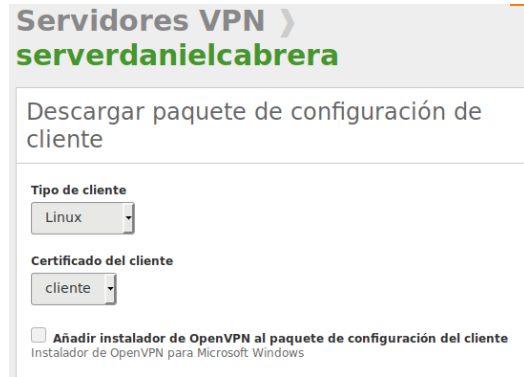 Servidores VPN ❯
serverdanielcabrera
Descargar paquete de configuración de
cliente
Tipo de cliente
Linux
Certificado del cliente
cliente
Añadir instalador de OpenVPN al paquete de configuración del cliente
Instalador de OpenVPN para Microsoft Windows